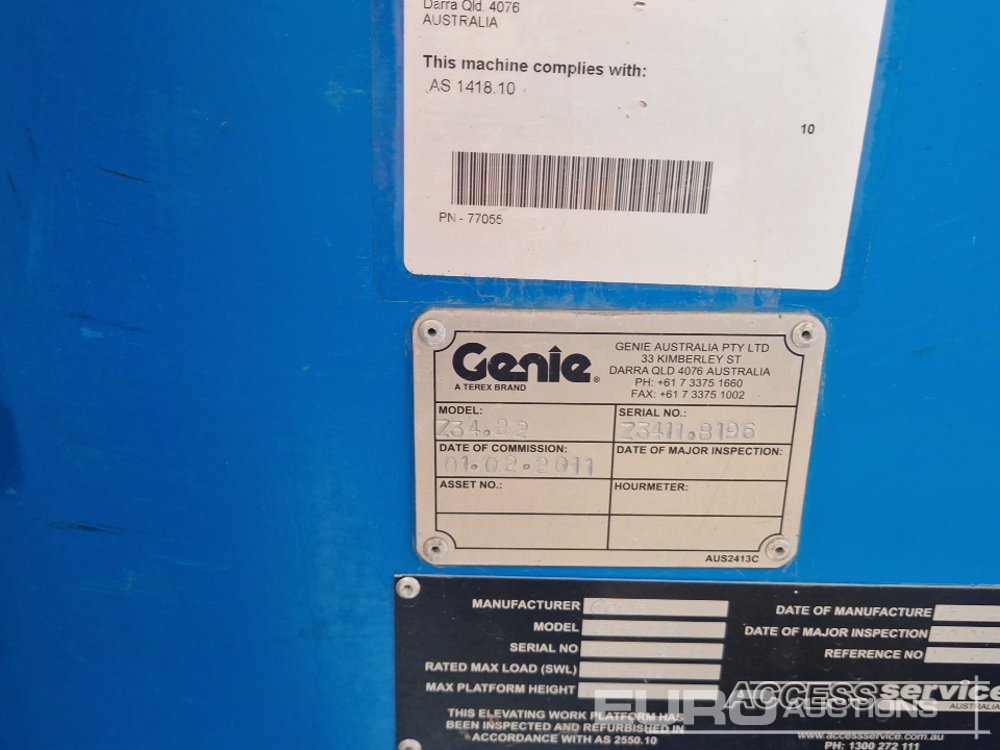 Darra Qld. 4076
AUSTRALIA
This machine complies with:
AS 1418.10
10
PN - 77055
Genie®
A TEREX BRAND
GENIE AUSTRALIA PTY LTD
33 KIMBERLEY ST
DARRA QLD 4076 AUSTRALIA
PH: +61 7 3375 1660
FAX: +61 7 3375 1002
MODEL:
Z34.22
SERIAL NO.:
Z3411.8196
DATE OF COMMISSION:
01.02.2011
DATE OF MAJOR INSPECTION:
ASSET NO.:
HOURMETER:
AUS2413C
MANUFACTURER Genie
MODEL
SERIAL NO
RATED MAX LOAD (SWL)
MAX PLATFORM HEIGHT
DATE OF MANUFACTURE
DATE OF MAJOR INSPECTION
REFERENCE NO
THIS ELEVATING WORK PLATFORM HAS
BEEN INSPECTED AND REFURBISHED IN
ACCORDANCE WITH AS 2550.10
ACCESS service
AUSTRALIA
www.accessservice.com.au
PH: 1300 272 111
EURO AUCTIONS